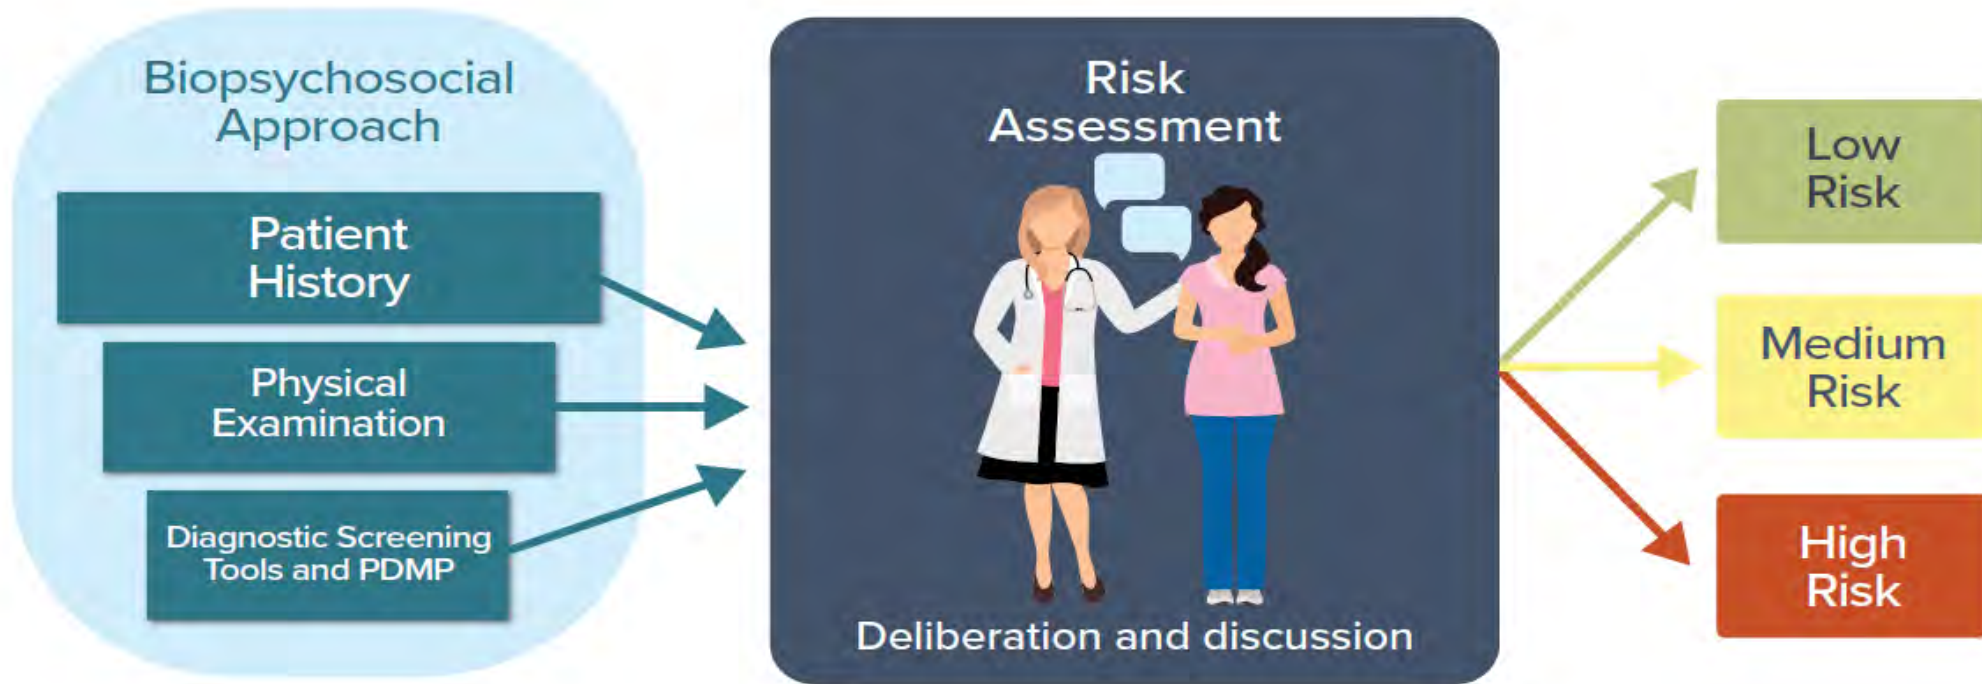 Biopsychosocial
Approach
Patient
History
Physical
Examination
Diagnostic Screening
Tools and PDMP
Risk
Assessment
Deliberation and discussion
Low
Risk
Medium
Risk
High
Risk